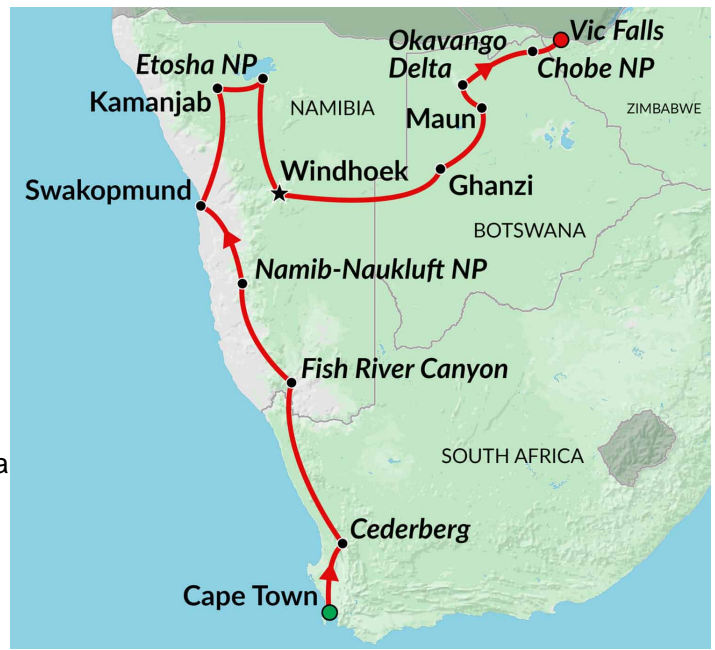 Vic Falls
Okavango
Delta
Chobe NP
Etosha NP
Kamanjab
NAMIBIA
Maun
ZIMBABWE
Windhoek
Ghanzi
Swakopmund
BOTSWANA
Namib-Naukluft NP
Fish River Canyon
SOUTH AFRICA
a
Cederberg
Cape Town